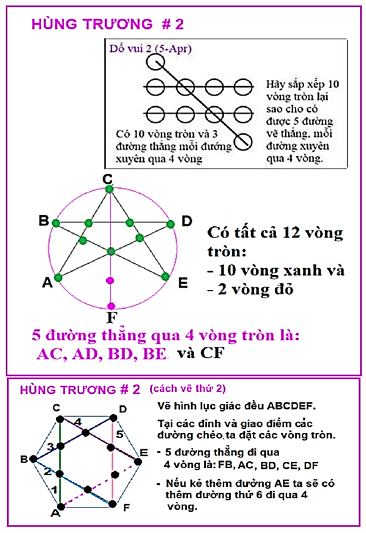 HÙNG TRƯƠNG # 2
Dố vui 2 (5-Apr)
Có 10 vòng tròn và 3
đường thẳng mỗi đướng
xuyên qua 4 vòng
Hãy sắp xếp 10
vòng tròn lại
sao cho có
được 5 đường
vẽ thẳng, mỗi
đường xuyên
qua 4 vòng.
C
B
D
A
E
F
Có tất cả 12 vòng
tròn:
- 10 vòng xanh và
- 2 vòng đỏ
5 đường thẳng qua 4 vòng tròn là:
AC, AD, BD, BE và CF
HÙNG TRƯƠNG # 2 (cách vẽ thứ 2)
C
D
4
3
5
B
E
2
1
A
F
Vẽ hình lục giác đều ABCDEF.
Tại các đỉnh và giao điểm các
đường chéo, ta đặt các vòng tròn.
- 5 đường thẳng đi qua
4 vòng là: FB, AC, BD, CE, DF
- Nếu kẻ thêm đưởng AE ta sẽ có
thêm đường thứ 6 đi qua 4
vòng.